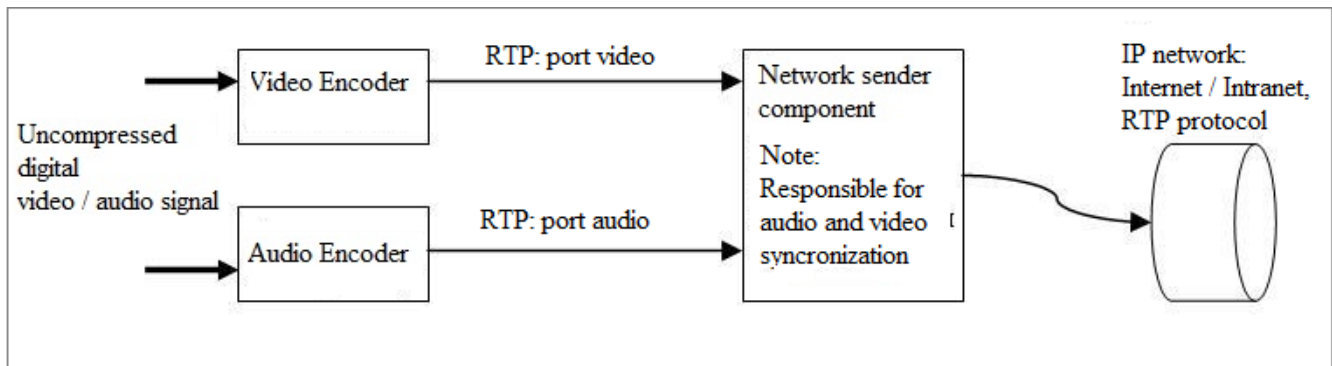 Uncompressed
digital
video / audio signal
Video Encoder
Audio Encoder
RTP: port video
RTP: port audio
Network sender
component
Note:
Responsible for
audio and video
syncronization
IP network:
Internet / Intranet,
RTP protocol